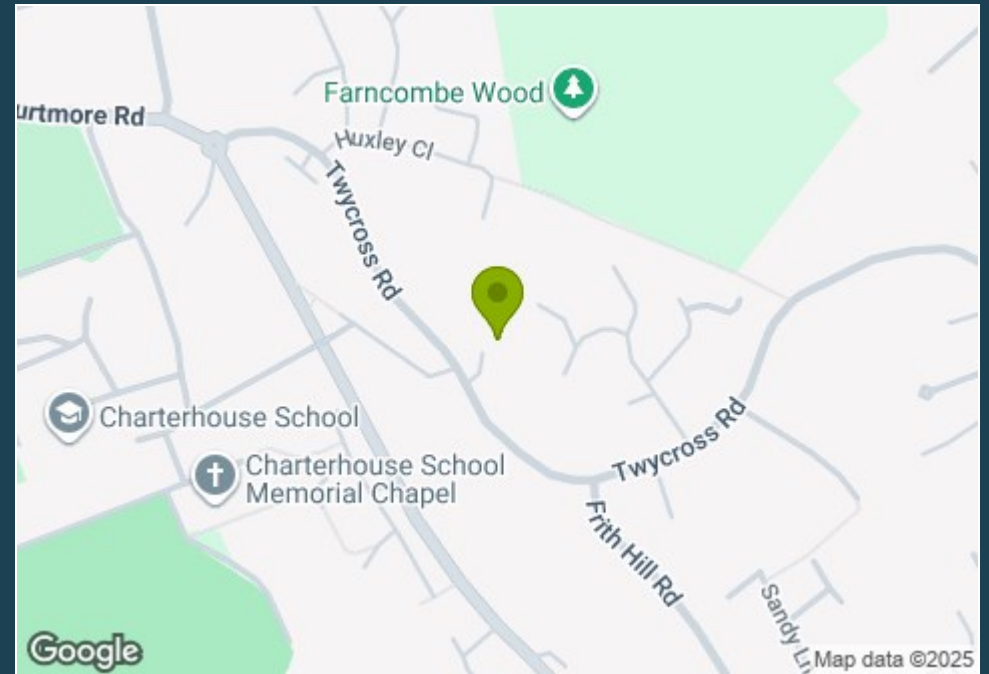 Farncombe Wood
urtmore Rd
Huxley Cl
Twycross Rd
Charterhouse School
Charterhouse School
Memorial Chapel
Twycross Rd
Frith Hill Rd
Sandy Ln
Google
Map data ©2025